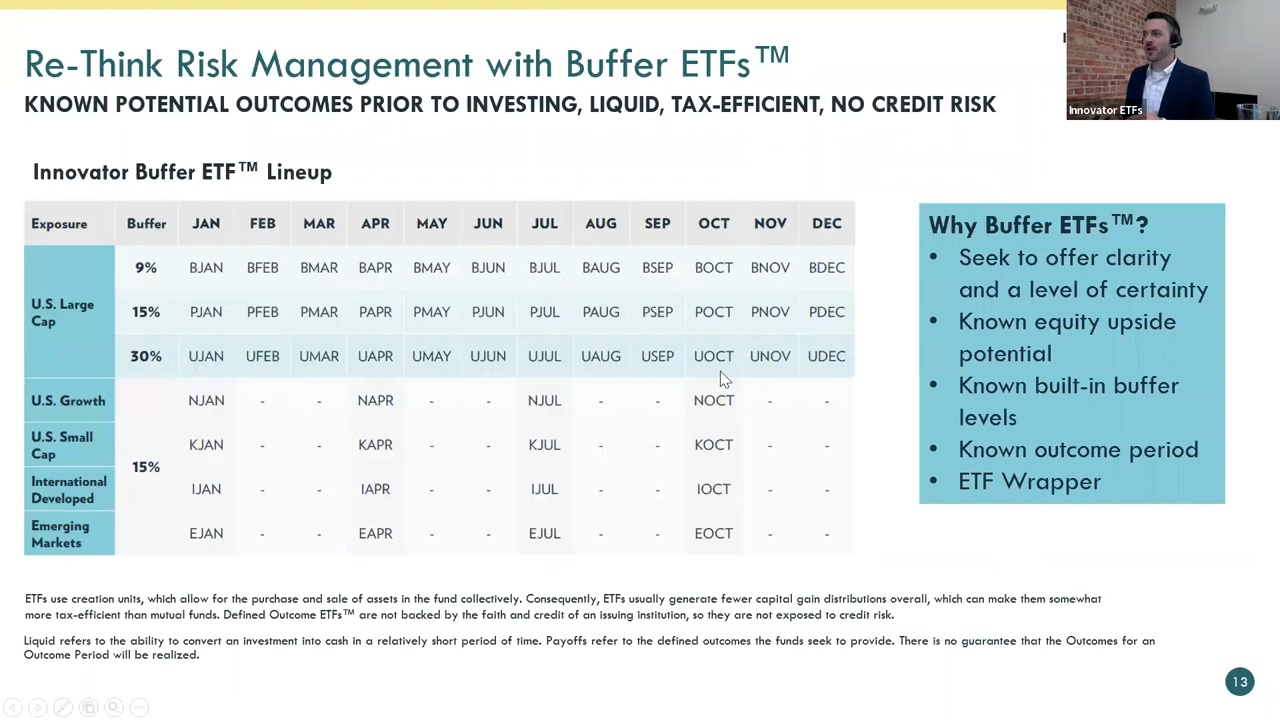 Re-Think Risk Management with Buffer ETFs™
KNOWN POTENTIAL OUTCOMES PRIOR TO INVESTING, LIQUID, TAX-EFFICIENT, NO CREDIT RISK
Innovator ETFs
Innovator Buffer ETF™ Lineup
Exposure Buffer JAN FEB MAR APR MAY JUN JUL AUG SEP OCT NOV DEC
U.S. Large
Cap
9% BJAN BFEB BMAR BAPR BMAY BJUN BJUL BAUG BSEP BOCT BNOV BDEC
15% PJAN PFEB PMAR PAPR PMAY PJUN PJUL PAUG PSEP POCT PNOV PDEC
30% UJAN UFEB UMAR UAPR UMAY UJUN UJUL UAUG USEP UOCT UNOV UDEC
U.S. Growth NJAN - - NAPR - - NJUL - - NOCT - -
U.S. Small
Cap
KJAN - - KAPR - - KJUL - - KOCT - -
15%
International
Developed
IJAN - - IAPR - - IJUL - - IOCT - -
Emerging
Markets
EJAN - - EAPR - - EJUL - - EOCT - -
Why Buffer ETFs™?
• Seek to offer clarity
and a level of certainty
• Known equity upside
potential
• Known built-in buffer
levels
• Known outcome period
• ETF Wrapper
ETFs use creation units, which allow for the purchase and sale of assets in the fund collectively. Consequently, ETFs usually generate fewer capital gain distributions overall, which can make them somewhat
more tax-efficient than mutual funds. Defined Outcome ETFs™ are not backed by the faith and credit of an issuing institution, so they are not exposed to credit risk.
Liquid refers to the ability to convert an investment into cash in a relatively short period of time. Payoffs refer to the defined outcomes the funds seek to provide. There is no guarantee that the Outcomes for an
Outcome Period will be realized.
13